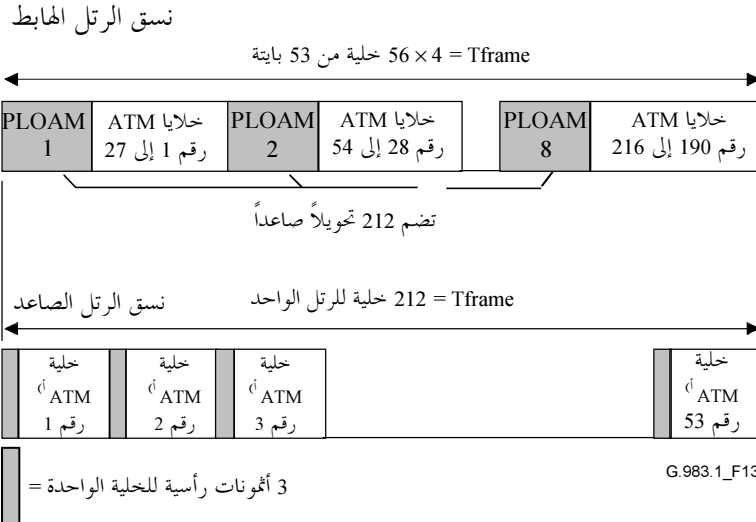 نسق الرتل الهابط
Tframe = 4 × 56 خلية من 53 بايتة
PLOAM 1
خلايا ATM
رقم 1 إلى 27
PLOAM 2
خلايا ATM
رقم 28 إلى 54
PLOAM 8
خلايا ATM
رقم 190 إلى 216
تضم 212 تحويلاً صاعداً
نسق الرتل الصاعد
Tframe = 212 خلية للرتل الواحد
خلية
ATM أ)
رقم 1
خلية
ATM أ)
رقم 2
خلية
ATM أ)
رقم 3
خلية
ATM أ)
رقم 53
3 أثمونات رأسية للخلية الواحدة =
G.983.1_F13